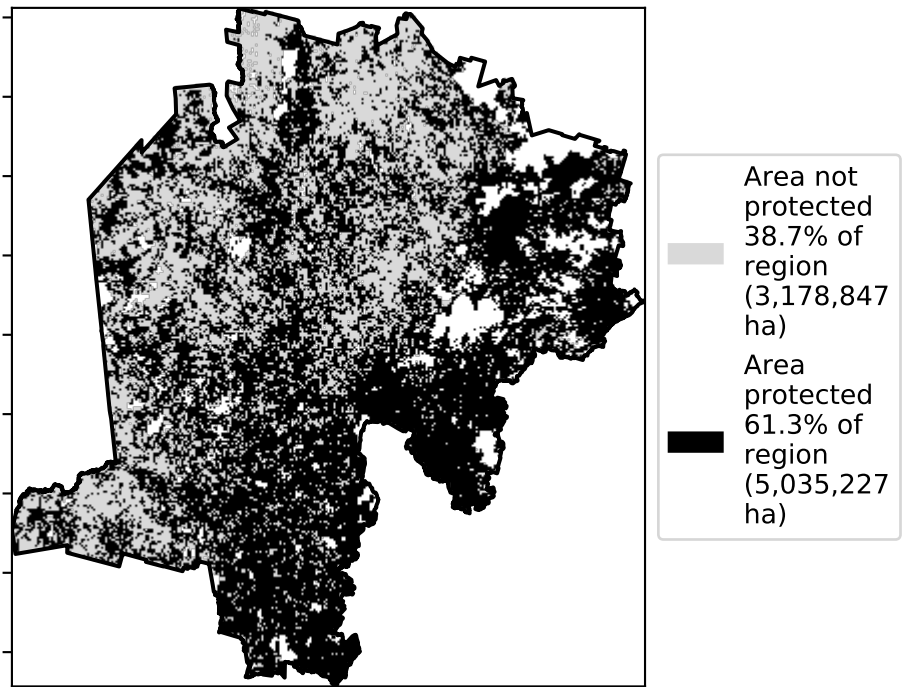 Area not
protected
38.7% of
region
(3,178,847
ha)
Area
protected
61.3% of
region
(5,035,227
ha)